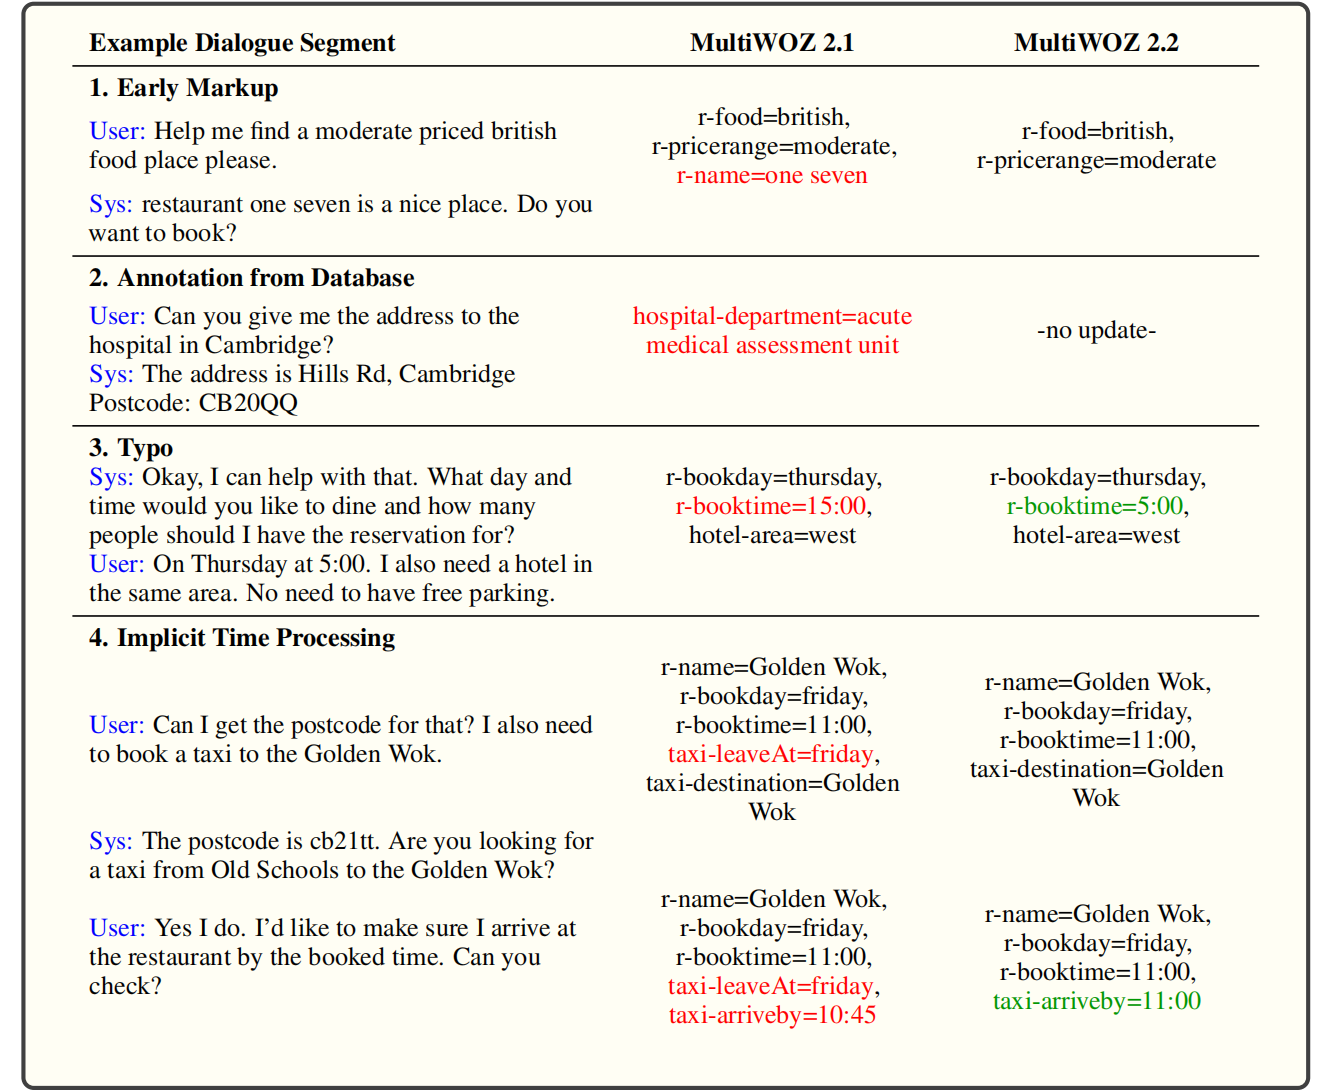 Example Dialogue Segment MultiWOZ 2.1 MultiWOZ 2.2
1. Early Markup
User: Help me find a moderate priced british
food place please.
r-food=british,
r-pricerange=moderate,
r-name=one seven
r-food=british,
r-pricerange=moderate
Sys: restaurant one seven is a nice place. Do you
want to book?
2. Annotation from Database
User: Can you give me the address to the
hospital in Cambridge?
Sys: The address is Hills Rd, Cambridge
Postcode: CB20QQ
hospital-department=acute
medical assessment unit
-no update-
3. Typo
Sys: Okay, I can help with that. What day and
time would you like to dine and how many
people should I have the reservation for?
User: On Thursday at 5:00. I also need a hotel in
the same area. No need to have free parking.
r-bookday=thursday,
r-booktime=15:00,
hotel-area=west
r-bookday=thursday,
r-booktime=5:00,
hotel-area=west
4. Implicit Time Processing
User: Can I get the postcode for that? I also need
to book a taxi to the Golden Wok.
r-name=Golden Wok,
r-bookday=friday,
r-booktime=11:00,
taxi-leaveAt=friday,
taxi-destination=Golden
Wok
r-name=Golden Wok,
r-bookday=friday,
r-booktime=11:00,
taxi-destination=Golden
Wok
Sys: The postcode is cb21tt. Are you looking for
a taxi from Old Schools to the Golden Wok?
User: Yes I do. I'd like to make sure I arrive at
the restaurant by the booked time. Can you
check?
r-name=Golden Wok,
r-bookday=friday,
r-booktime=11:00,
taxi-leaveAt=friday,
taxi-arriveby=10:45
r-name=Golden Wok,
r-bookday=friday,
r-booktime=11:00,
taxi-arriveby=11:00